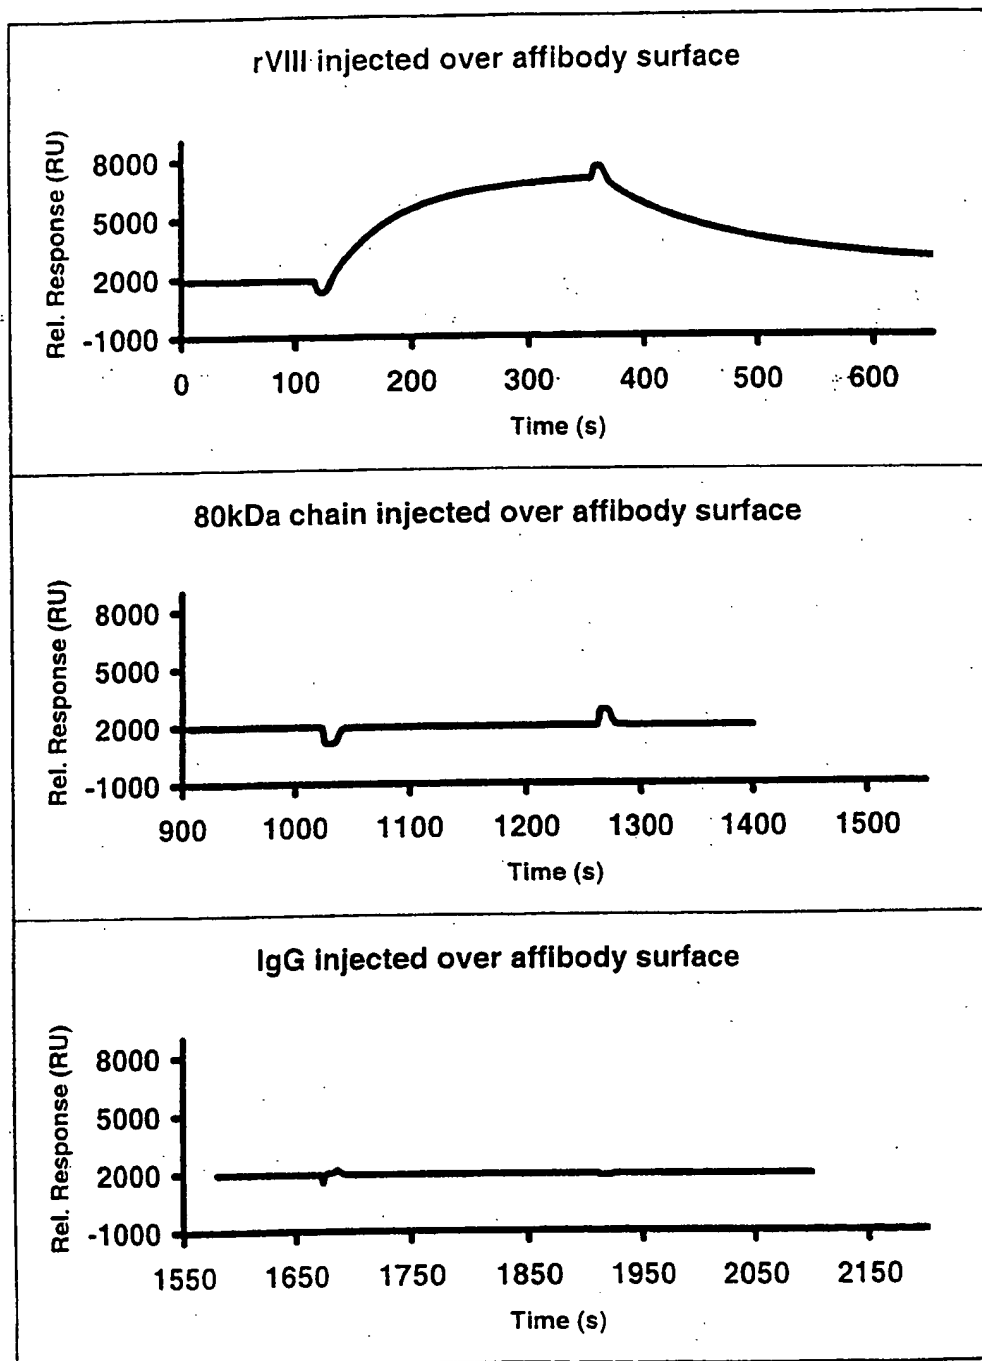 rVIII injected over affibody surface
Rel. Response (RU)
8000
5000
2000
-1000
0 100 200 300 400 500 600
Time (s)
80kDa chain injected over affibody surface
Rel. Response (RU)
8000
5000
2000
-1000
900 1000 1100 1200 1300 1400 1500
Time (s)
IgG injected over affibody surface
Rel. Response (RU)
8000
5000
2000
-1000
1550 1650 1750 1850 1950 2050 2150
Time (s)